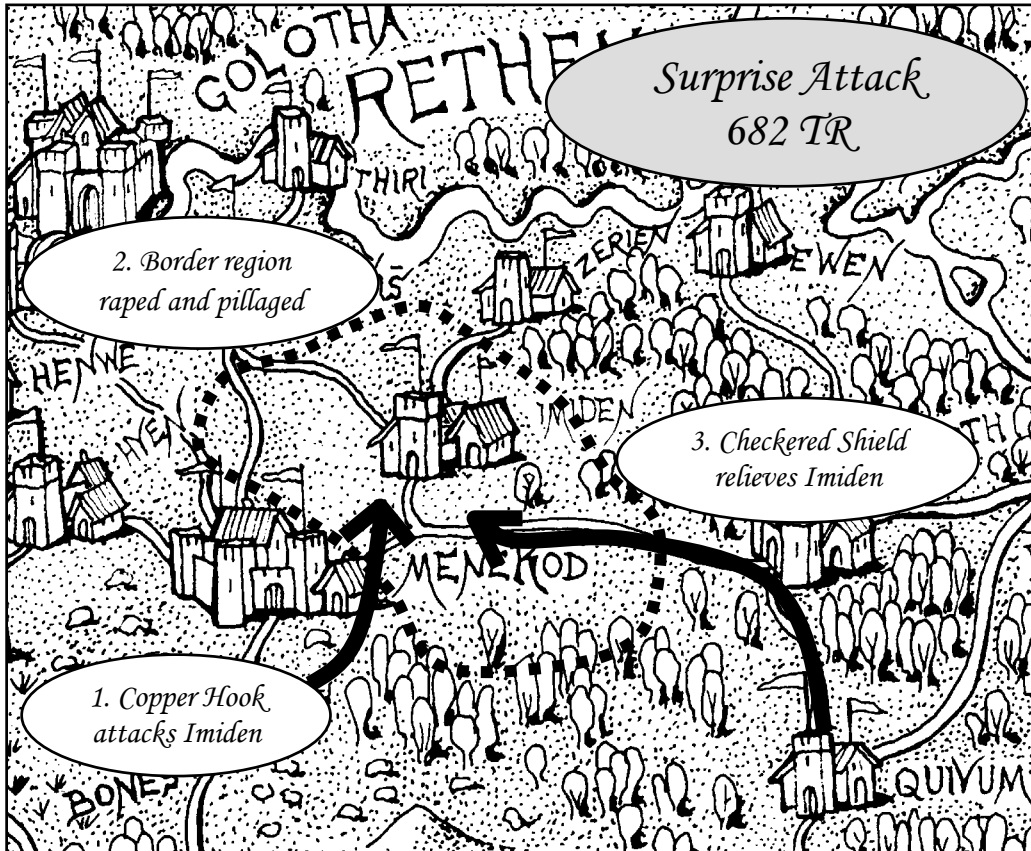 GOLOTHA
RETHE
Surprise Attack
682 TR
THIRI
2. Border region
raped and pillaged
ZERIEN
EWEN
HENWE
IMIDEN
3. Checkered Shield
relieves Imiden
MENEKOD
1. Copper Hook
attacks Imiden
BONES
QUIVUM